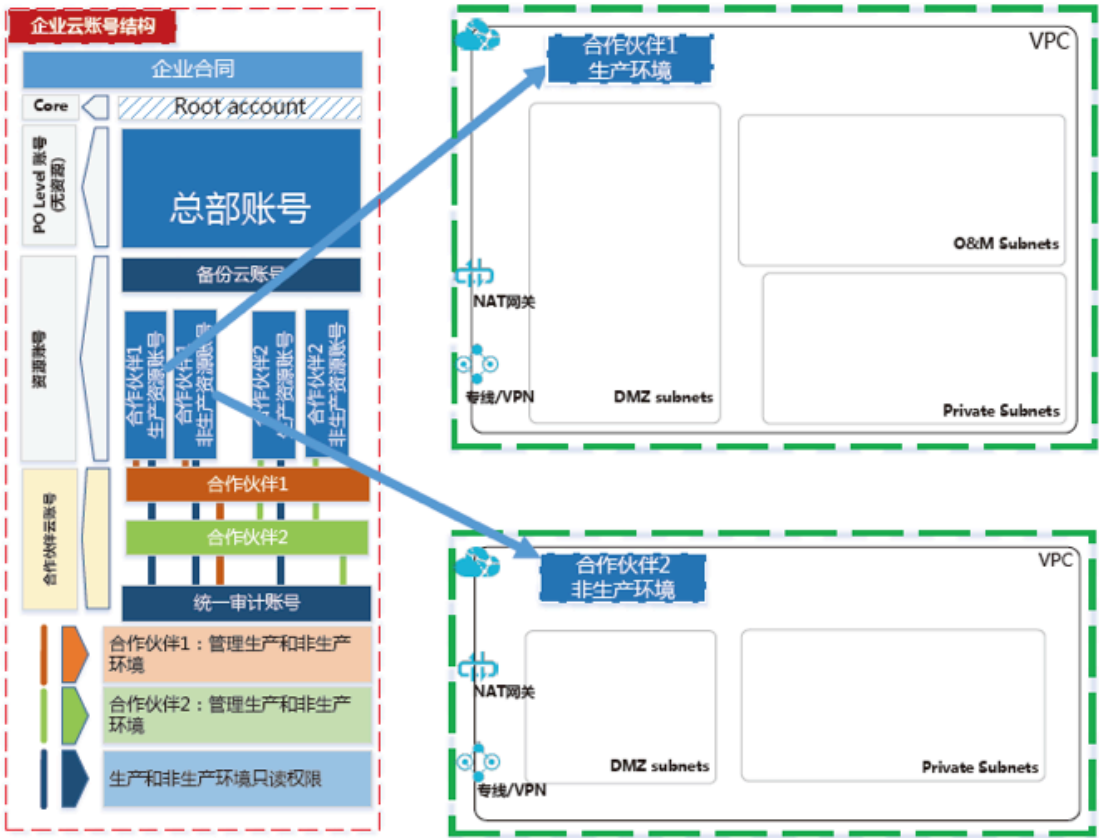 企业云账号结构
企业合同
Core
Root account
PO Level 账号
(无资源)
总部账号
备份云账号
资源账号
合作伙伴1
生产资源账号
合作伙伴1
非生产资源账号
合作伙伴2
生产资源账号
合作伙伴2
非生产资源账号
合作伙伴云账号
合作伙伴1
合作伙伴2
统一审计账号
合作伙伴1：管理生产和非生产
环境
合作伙伴2：管理生产和非生产
环境
生产和非生产环境只读权限
合作伙伴1
生产环境
VPC
O&M Subnets
NAT网关
专线/VPN
DMZ subnets
Private Subnets
合作伙伴2
非生产环境
VPC
NAT网关
专线/VPN
DMZ subnets
Private Subnets